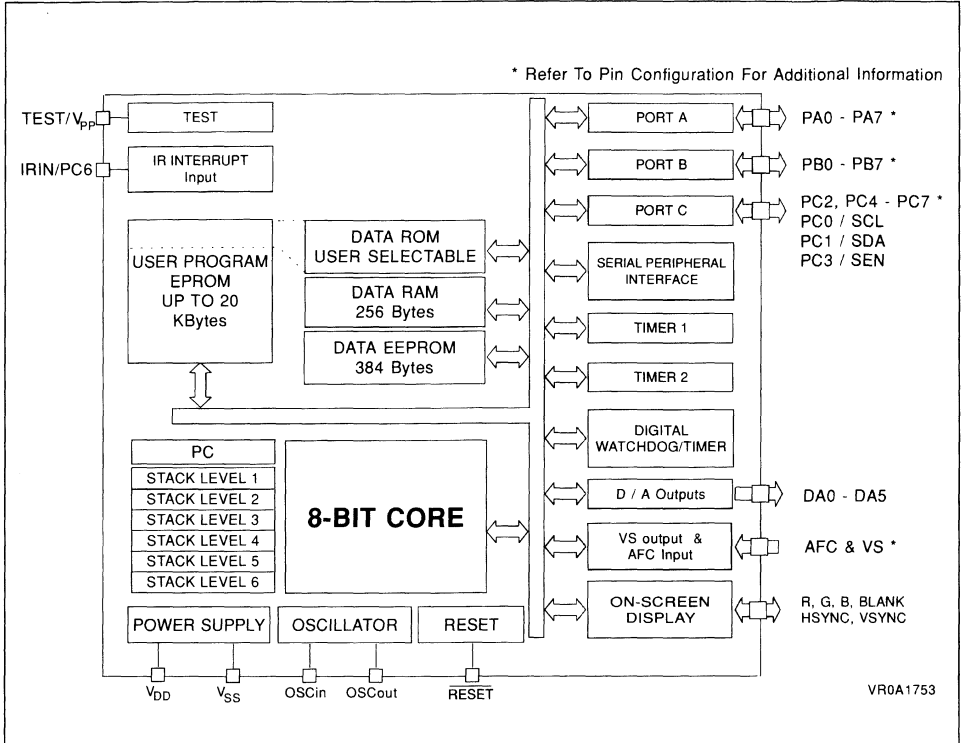 * Refer To Pin Configuration For Additional Information
TEST/VPP
TEST
IRIN/PC6
IR INTERRUPT
Input
USER PROGRAM
EPROM
UP TO 20
KBytes
DATA ROM
USER SELECTABLE
DATA RAM
256 Bytes
DATA EEPROM
384 Bytes
PC
STACK LEVEL 1
STACK LEVEL 2
STACK LEVEL 3
STACK LEVEL 4
STACK LEVEL 5
STACK LEVEL 6
8-BIT CORE
POWER SUPPLY
OSCILLATOR
RESET
VDD
VSS
OSCin
OSCout
RESET
PORT A
PA0 - PA7 *
PORT B
PB0 - PB7 *
PORT C
PC2, PC4 - PC7 *
PC0 / SCL
PC1 / SDA
PC3 / SEN
SERIAL PERIPHERAL
INTERFACE
TIMER 1
TIMER 2
DIGITAL
WATCHDOG/TIMER
D / A Outputs
DA0 - DA5
VS output &
AFC Input
AFC & VS *
ON-SCREEN
DISPLAY
R, G, B, BLANK
HSYNC, VSYNC
VR0A1753